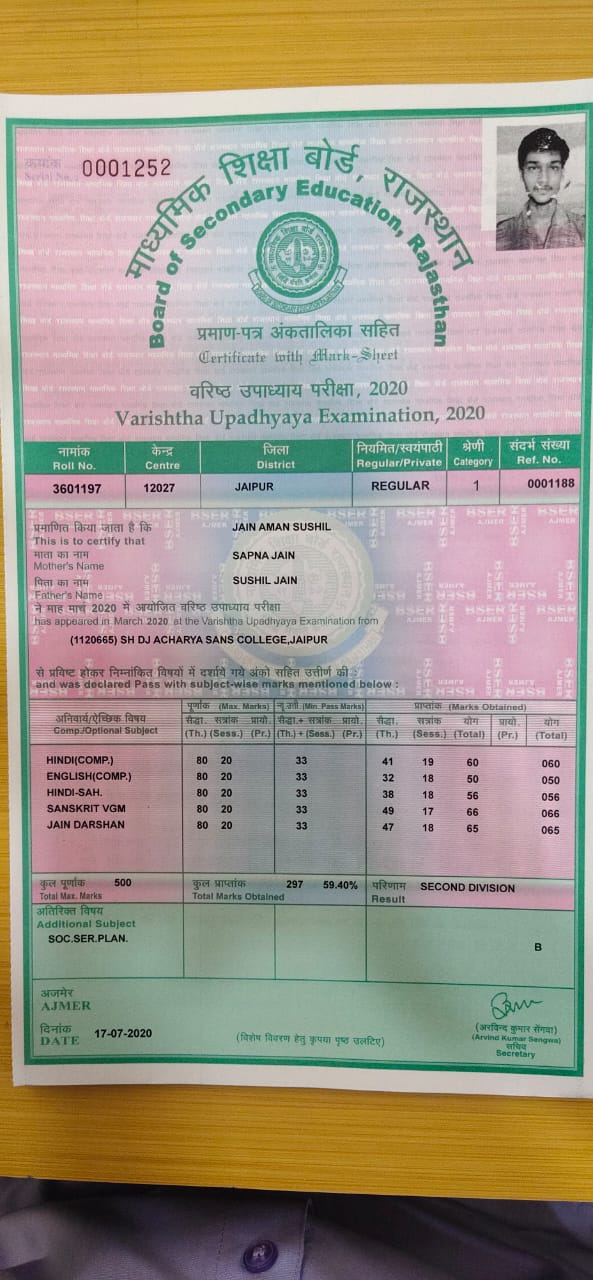 क्रमांक 0001252
Serial No.
माध्यमिक शिक्षा बोर्ड, राजस्थान
Board of Secondary Education, Rajasthan
प्रमाण-पत्र अंकतालिका सहित
Certificate with Mark-Sheet
वरिष्ठ उपाध्याय परीक्षा, 2020
Varishtha Upadhyaya Examination, 2020
नामांक केन्द्र जिला नियमित/स्वयंपाठी श्रेणी संदर्भ संख्या
Roll No. Centre District Regular/Private Category Ref. No.
3601197 12027 JAIPUR REGULAR 1 0001188
प्रमाणित किया जाता है कि JAIN AMAN SUSHIL
This is to certify that
माता का नाम SAPNA JAIN
Mother's Name
पिता का नाम SUSHIL JAIN
Father's Name
ने माह मार्च 2020 में आयोजित वरिष्ठ उपाध्याय परीक्षा
has appeared in March 2020 at the Varishtha Upadhyaya Examination from
(1120665) SH DJ ACHARYA SANS COLLEGE,JAIPUR
से प्रविष्ट होकर निम्नांकित विषयों में दर्शाये गये अंकों सहित उत्तीर्ण की
and was declared Pass with subject-wise marks mentioned below :
पूर्णांक (Max. Marks) न्यू.उत्ती. (Min. Pass Marks) प्राप्तांक (Marks Obtained)
अनिवार्य/ऐच्छिक विषय सैद्धा. सत्रांक प्रायो. सैद्धा.+ सत्रांक प्रायो. सैद्धा. सत्रांक योग प्रायो. योग
Comp./Optional Subject (Th.) (Sess.) (Pr.) (Th.) + (Sess.) (Pr.) (Th.) (Sess.) (Total) (Pr.) (Total)
HINDI(COMP.) 80 20 33 41 19 60 060
ENGLISH(COMP.) 80 20 33 32 18 50 050
HINDI-SAH. 80 20 33 38 18 56 056
SANSKRIT VGM 80 20 33 49 17 66 066
JAIN DARSHAN 80 20 33 47 18 65 065
कुल पूर्णांक 500 कुल प्राप्तांक 297 59.40% परिणाम SECOND DIVISION
Total Max. Marks Total Marks Obtained Result
अतिरिक्त विषय
Additional Subject
SOC.SER.PLAN. B
अजमेर
AJMER
दिनांक
DATE 17-07-2020
(विशेष विवरण हेतु कृपया पृष्ठ उलटिए)
(अरविन्द कुमार सेंगवा)
(Arvind Kumar Sengwa)
सचिव
Secretary